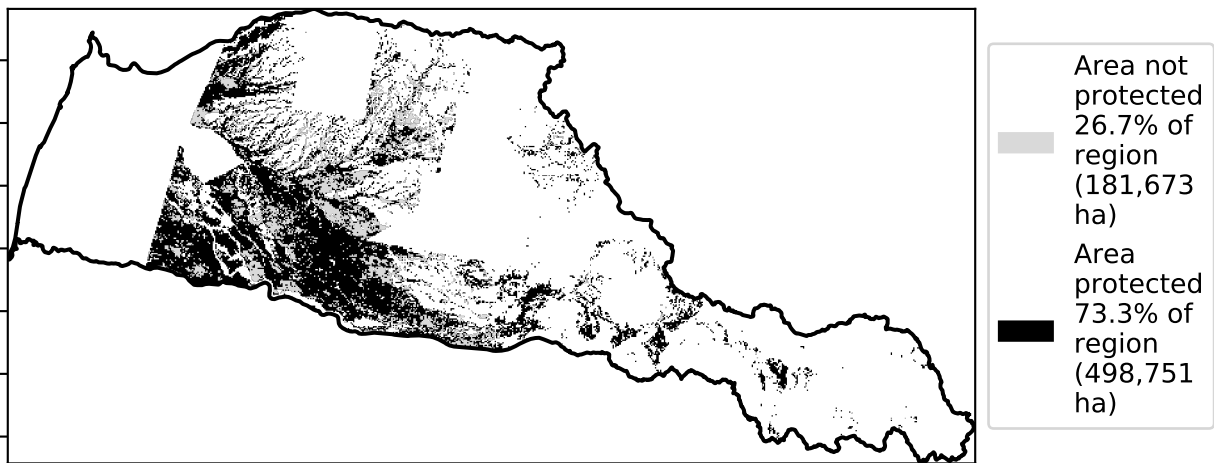 Area not
protected
26.7% of
region
(181,673
ha)
Area
protected
73.3% of
region
(498,751
ha)